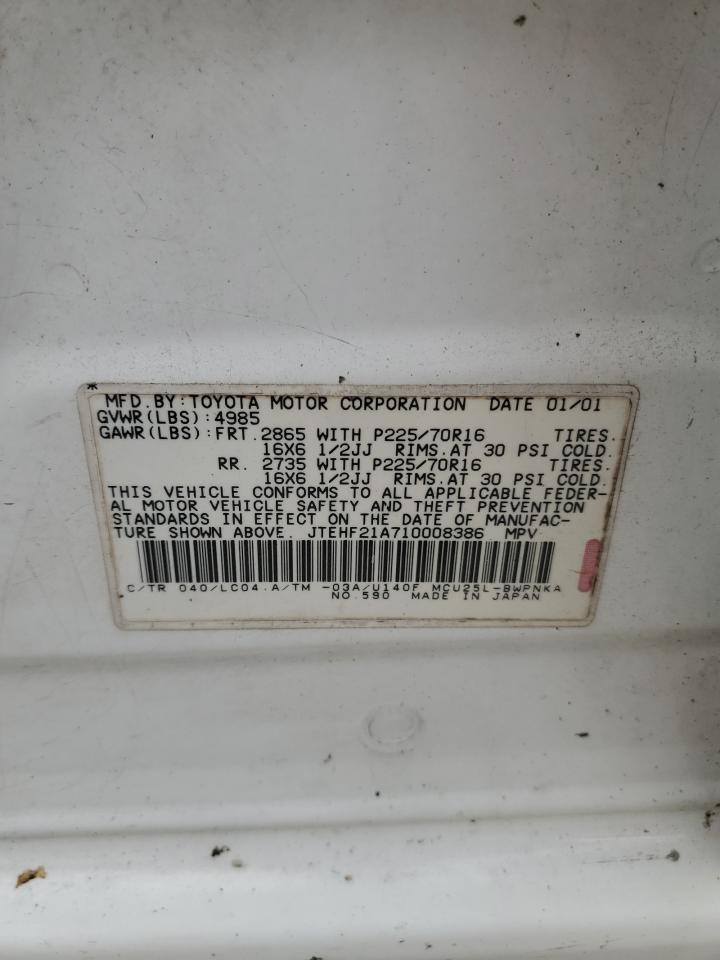 MFD.BY:TOYOTA MOTOR CORPORATION DATE 01/01
GVWR(LBS):4985
GAWR(LBS):FRT.2865 WITH P225/70R16 TIRES.
16X6 1/2JJ RIMS.AT 30 PSI COLD.
RR. 2735 WITH P225/70R16 TIRES.
16X6 1/2JJ RIMS.AT 30 PSI COLD.
THIS VEHICLE CONFORMS TO ALL APPLICABLE FEDER-
AL MOTOR VEHICLE SAFETY AND THEFT PREVENTION
STANDARDS IN EFFECT ON THE DATE OF MANUFAC-
TURE SHOWN ABOVE. JTEHF21A710008386 MPV
C/TR 040/LC04.A/TM -03A/U140F MCU25L-BWPNKA
NO.590 MADE IN JAPAN